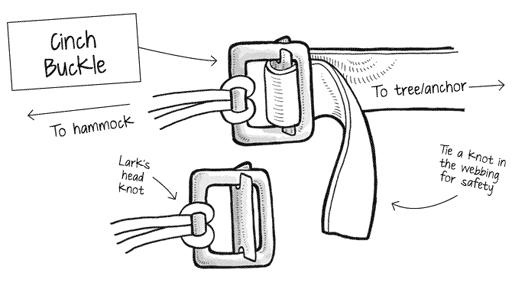 Cinch
Buckle
To hammock
To tree/anchor
Lark's
head
knot
Tie a knot in
the webbing
for safety